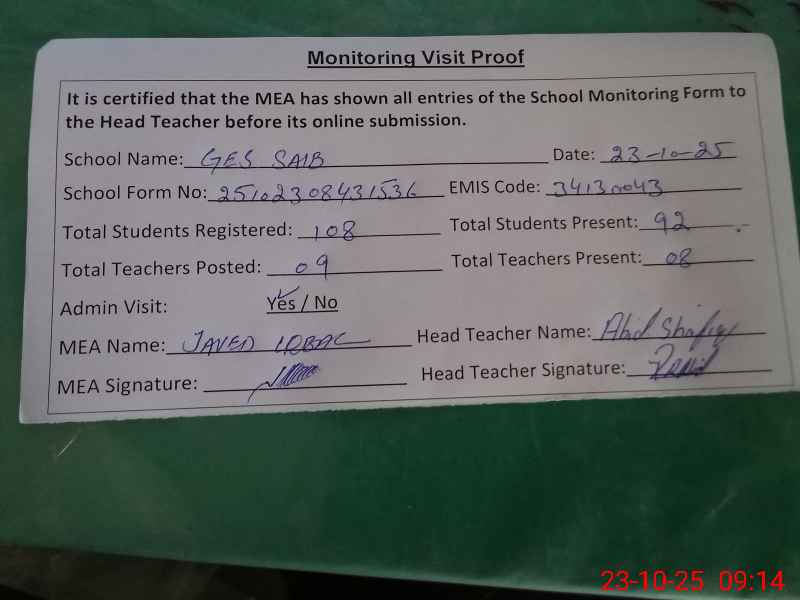 Monitoring Visit Proof
It is certified that the MEA has shown all entries of the School Monitoring Form to
the Head Teacher before its online submission.
School Name: GES SAIB Date: 23-10-25
School Form No: 25102308431536 EMIS Code: 34130043
Total Students Registered: 108 Total Students Present: 92
Total Teachers Posted: 09 Total Teachers Present: 08
Admin Visit: Yes / No
MEA Name: JAVED IQBAL Head Teacher Name: Abid Shafiq
MEA Signature: Head Teacher Signature:
23-10-25 09:14